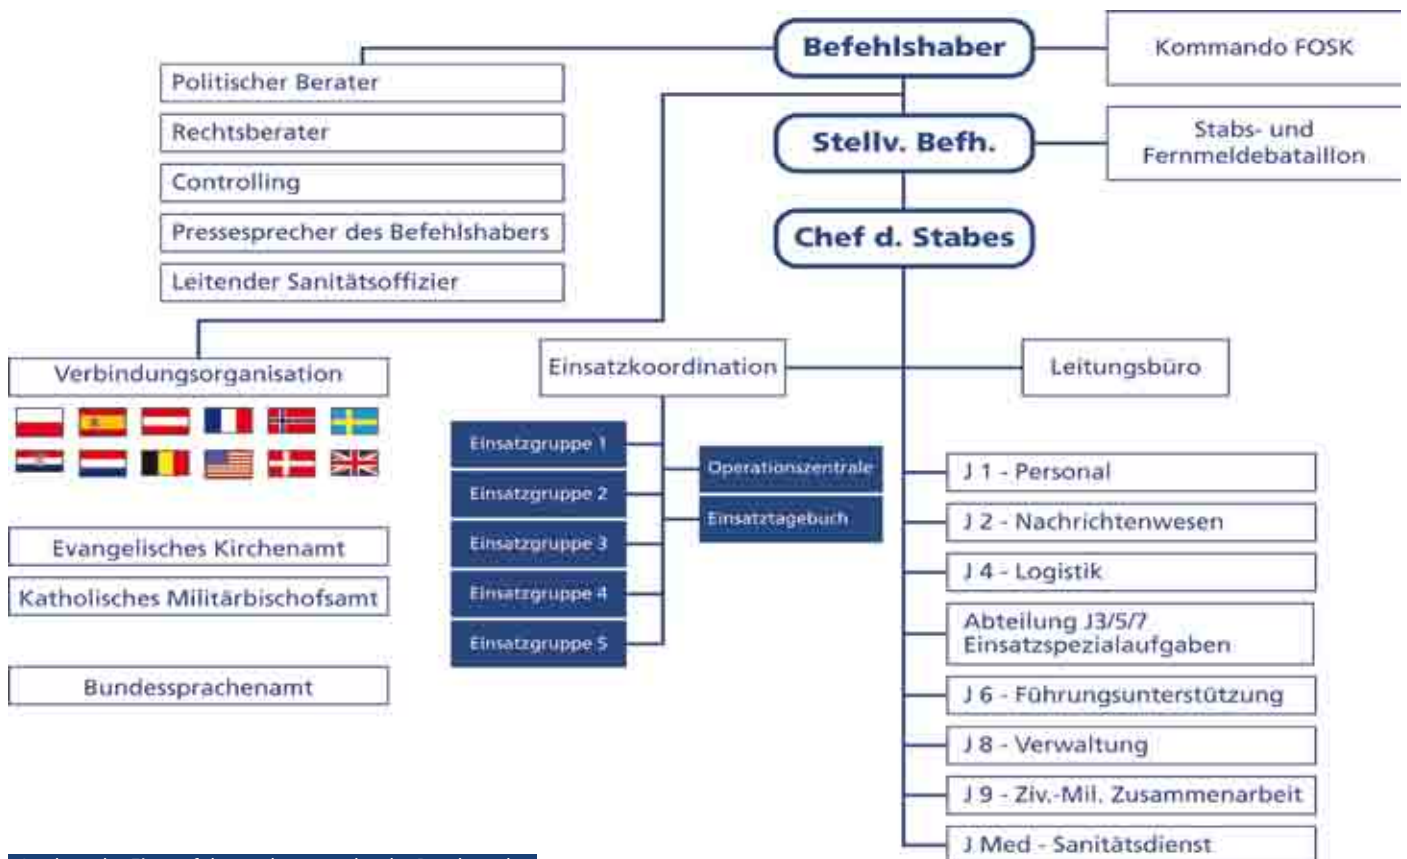 Befehlshaber
Kommando FOSK
Politischer Berater
Rechtsberater
Controlling
Pressesprecher des Befehlshabers
Leitender Sanitätsoffizier
Stellv. Befh.
Stabs- und
Fernmeldebataillon
Chef d. Stabes
Verbindungsorganisation
Evangelisches Kirchenamt
Katholisches Militärbischofsamt
Bundessprachenamt
Einsatzkoordination
Leitungsbüro
Einsatzgruppe 1
Einsatzgruppe 2
Einsatzgruppe 3
Einsatzgruppe 4
Einsatzgruppe 5
Operationszentrale
Einsatztagebuch
J 1 - Personal
J 2 - Nachrichtenwesen
J 4 - Logistik
Abteilung J3/5/7
Einsatzspezialaufgaben
J 6 - Führungsunterstützung
J 8 - Verwaltung
J 9 - Ziv.-Mil. Zusammenarbeit
J Med - Sanitätsdienst